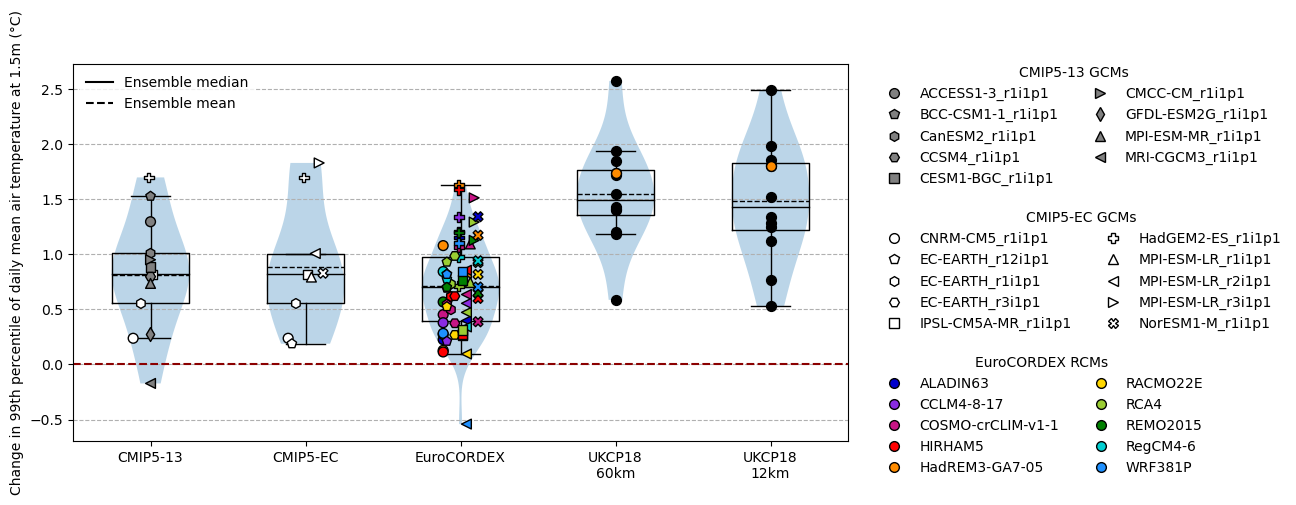 Change in 99th percentile of daily mean air temperature at 1.5m (°C)
2.5
2.0
1.5
1.0
0.5
0.0
−0.5
Ensemble median
Ensemble mean
CMIP5-13
CMIP5-EC
EuroCORDEX
UKCP18
60km
UKCP18
12km
CMIP5-13 GCMs
ACCESS1-3_r1i1p1
BCC-CSM1-1_r1i1p1
CanESM2_r1i1p1
CCSM4_r1i1p1
CESM1-BGC_r1i1p1
CMCC-CM_r1i1p1
GFDL-ESM2G_r1i1p1
MPI-ESM-MR_r1i1p1
MRI-CGCM3_r1i1p1
CMIP5-EC GCMs
CNRM-CM5_r1i1p1
EC-EARTH_r12i1p1
EC-EARTH_r1i1p1
EC-EARTH_r3i1p1
IPSL-CM5A-MR_r1i1p1
HadGEM2-ES_r1i1p1
MPI-ESM-LR_r1i1p1
MPI-ESM-LR_r2i1p1
MPI-ESM-LR_r3i1p1
NorESM1-M_r1i1p1
EuroCORDEX RCMs
ALADIN63
CCLM4-8-17
COSMO-crCLIM-v1-1
HIRHAM5
HadREM3-GA7-05
RACMO22E
RCA4
REMO2015
RegCM4-6
WRF381P